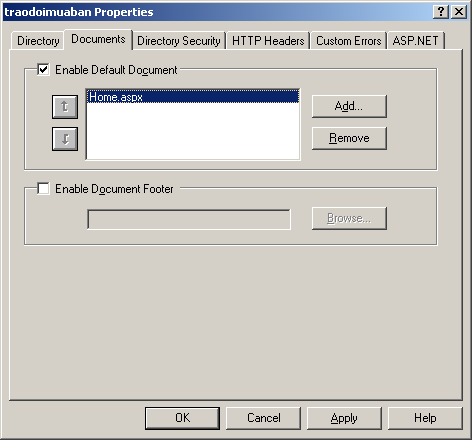 traodoimuaban Properties
Directory Documents Directory Security HTTP Headers Custom Errors ASP.NET
Enable Default Document
Home.aspx
Add...
Remove
Enable Document Footer
Browse...
OK Cancel Apply Help